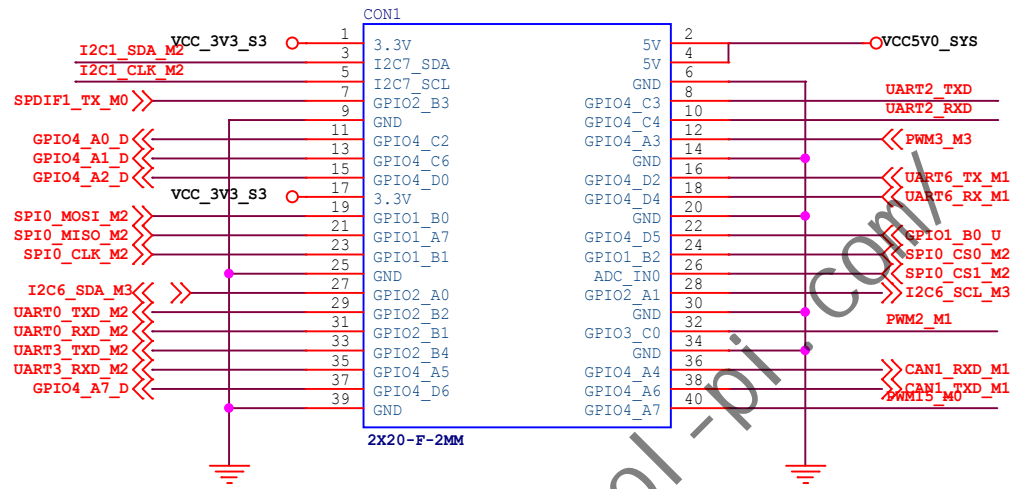 CON1
VCC_3V3_S3 1 3.3V 5V 2 VCC5V0_SYS
I2C1_SDA_M2 3 I2C7_SDA 5V 4
I2C1_CLK_M2 5 I2C7_SCL GND 6
SPDIF1_TX_M0 7 GPIO2_B3 GPIO4_C3 8 UART2_TXD
9 GND GPIO4_C4 10 UART2_RXD
GPIO4_A0_D 11 GPIO4_C2 GPIO4_A3 12 PWM3_M3
GPIO4_A1_D 13 GPIO4_C6 GND 14
GPIO4_A2_D 15 GPIO4_D0 GPIO4_D2 16 UART6_TX_M1
VCC_3V3_S3 17 3.3V GPIO4_D4 18 UART6_RX_M1
SPI0_MOSI_M2 19 GPIO1_B0 GND 20
SPI0_MISO_M2 21 GPIO1_A7 GPIO4_D5 22 GPIO1_B0_U
SPI0_CLK_M2 23 GPIO1_B1 GPIO1_B2 24 SPI0_CS0_M2
25 GND ADC_IN0 26 SPI0_CS1_M2
I2C6_SDA_M3 27 GPIO2_A0 GPIO2_A1 28 I2C6_SCL_M3
UART0_TXD_M2 29 GPIO2_B2 GND 30
UART0_RXD_M2 31 GPIO2_B1 GPIO3_C0 32 PWM2_M1
UART3_TXD_M2 33 GPIO2_B4 GND 34
UART3_RXD_M2 35 GPIO4_A5 GPIO4_A4 36 CAN1_RXD_M1
GPIO4_A7_D 37 GPIO4_D6 GPIO4_A6 38 CAN1_TXD_M1
39 GND GPIO4_A7 40 PWM15_M0
2X20-F-2MM
pl-pi.com/